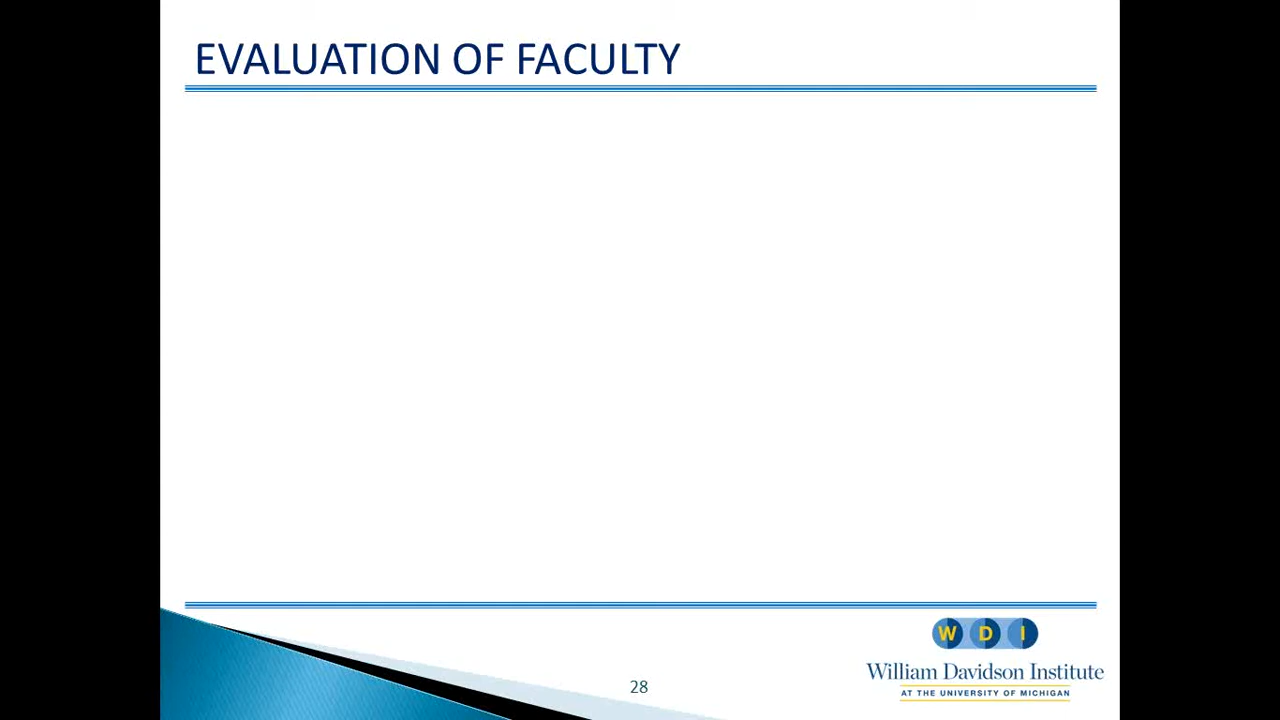 EVALUATION OF FACULTY
W D I
William Davidson Institute
AT THE UNIVERSITY OF MICHIGAN
28